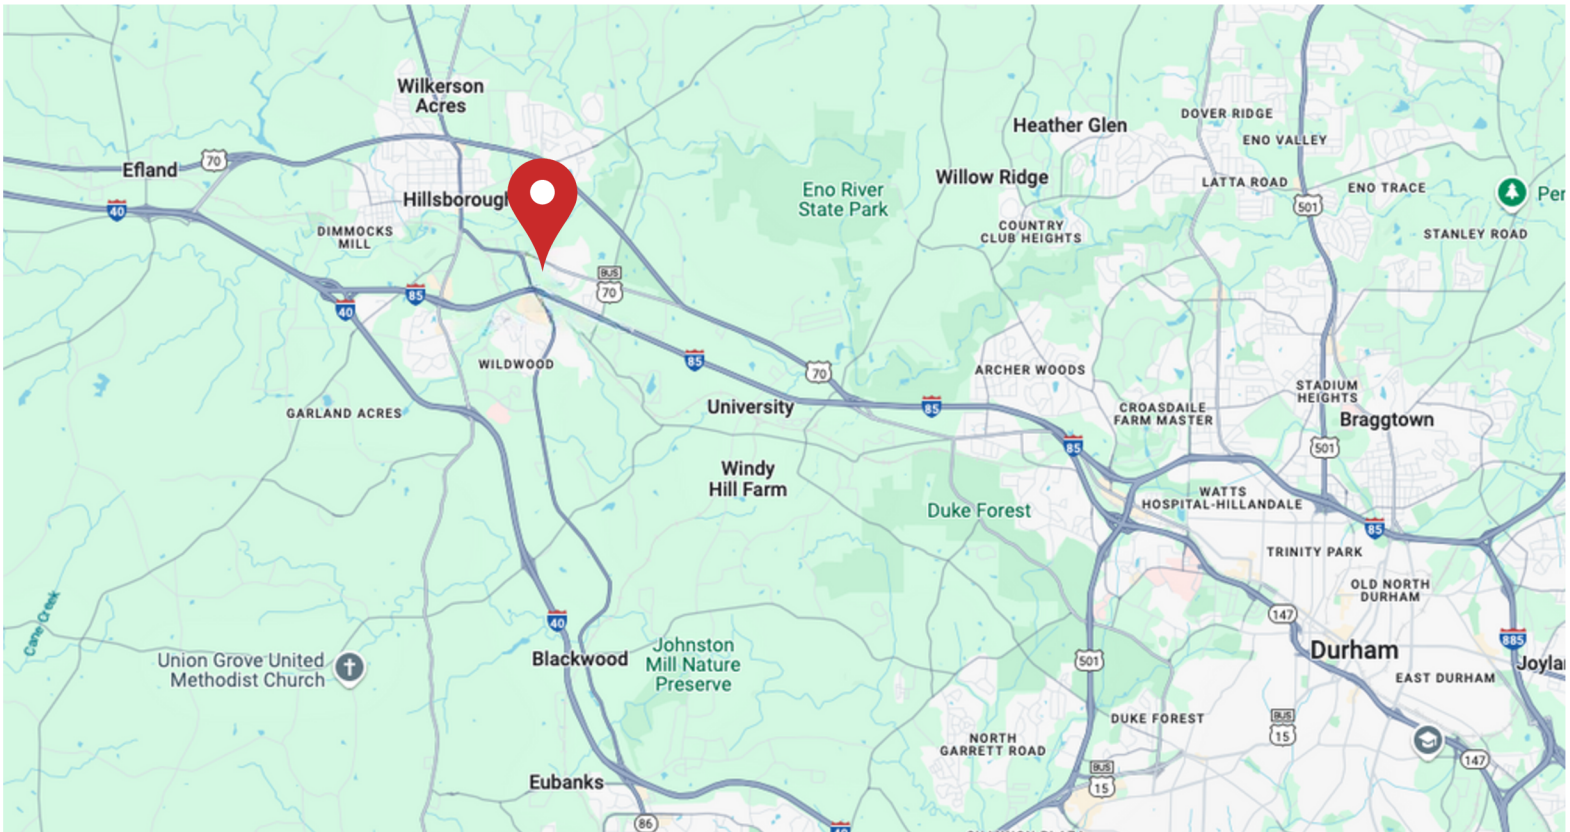 Wilkerson
Acres
Heather Glen
DOVER RIDGE
ENO VALLEY
70
Efland
Willow Ridge
LATTA ROAD
ENO TRACE
Eno River
State Park
40
Hillsborough
501
STANLEY ROAD
DIMMOCKS
MILL
COUNTRY
CLUB HEIGHTS
BUS
70
85
40
WILDWOOD
85
70
ARCHER WOODS
STADIUM
HEIGHTS
GARLAND ACRES
University
85
CROASDAILE
FARM MASTER
Braggtown
85
501
Windy
Hill Farm
WATTS
HOSPITAL-HILLANDALE
Duke Forest
85
TRINITY PARK
OLD NORTH
DURHAM
Cane Creek
40
147
885
Johnston
Mill Nature
Preserve
Blackwood
Union Grove United
Methodist Church
501
Durham
EAST DURHAM
DUKE FOREST
BUS
15
NORTH
GARRETT ROAD
147
Eubanks
BUS
15
86